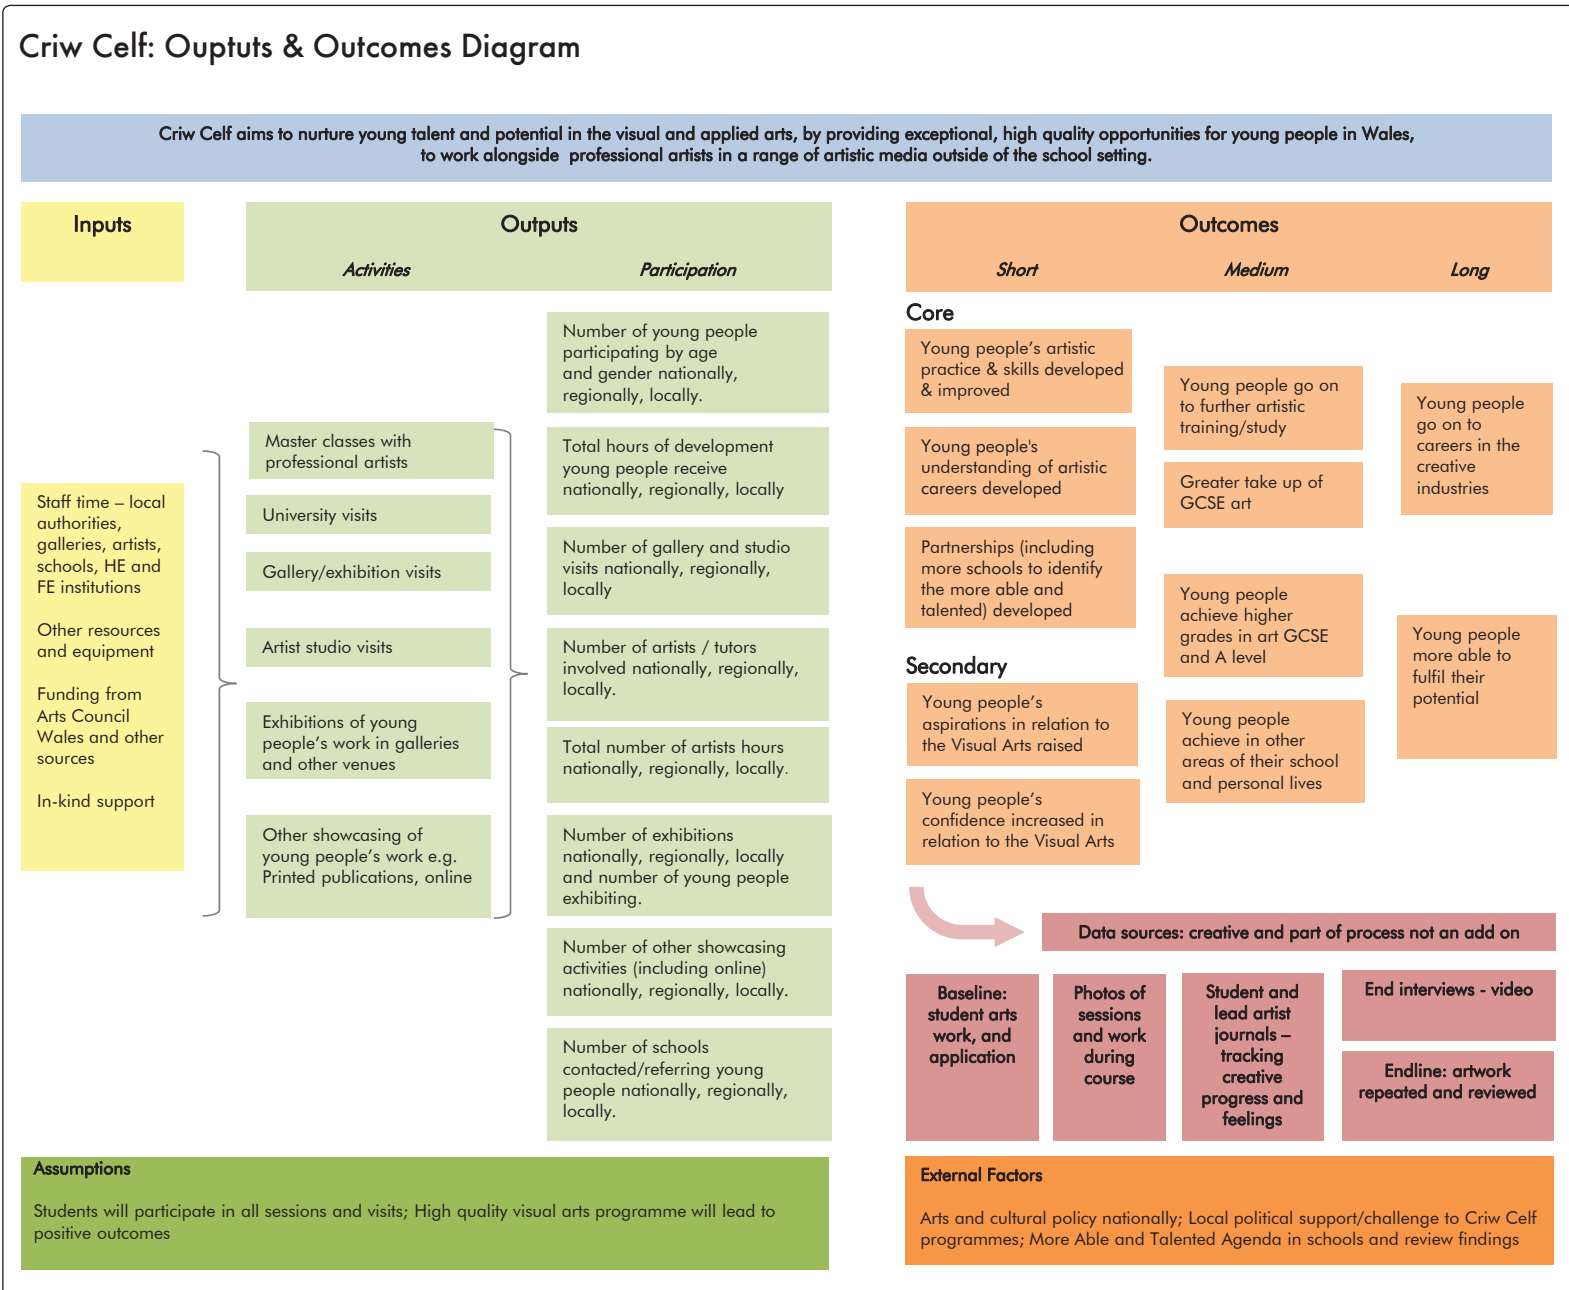 Criw Celf: Ouptuts & Outcomes Diagram
Criw Celf aims to nurture young talent and potential in the visual and applied arts, by providing exceptional, high quality opportunities for young people in Wales,
to work alongside professional artists in a range of artistic media outside of the school setting.
Inputs
Staff time – local
authorities,
galleries, artists,
schools, HE and
FE institutions
Other resources
and equipment
Funding from
Arts Council
Wales and other
sources
In-kind support
Outputs
Activities
Participation
Master classes with
professional artists
University visits
Gallery/exhibition visits
Artist studio visits
Exhibitions of young
people’s work in galleries
and other venues
Other showcasing of
young people’s work e.g.
Printed publications, online
Number of young people
participating by age
and gender nationally,
regionally, locally.
Total hours of development
young people receive
nationally, regionally, locally
Number of gallery and studio
visits nationally, regionally,
locally
Number of artists / tutors
involved nationally, regionally,
locally.
Total number of artists hours
nationally, regionally, locally.
Number of exhibitions
nationally, regionally, locally
and number of young people
exhibiting.
Number of other showcasing
activities (including online)
nationally, regionally, locally.
Number of schools
contacted/referring young
people nationally, regionally,
locally.
Outcomes
Short
Medium
Long
Core
Young people’s artistic
practice & skills developed
& improved
Young people's
understanding of artistic
careers developed
Partnerships (including
more schools to identify
the more able and
talented) developed
Secondary
Young people’s
aspirations in relation to
the Visual Arts raised
Young people’s
confidence increased in
relation to the Visual Arts
Young people go on
to further artistic
training/study
Greater take up of
GCSE art
Young people
achieve higher
grades in art GCSE
and A level
Young people
achieve in other
areas of their school
and personal lives
Young people
go on to
careers in the
creative
industries
Young people
more able to
fulfil their
potential
Data sources: creative and part of process not an add on
Baseline:
student arts
work, and
application
Photos of
sessions
and work
during
course
Student and
lead artist
journals –
tracking
creative
progress and
feelings
End interviews - video
Endline: artwork
repeated and reviewed
Assumptions
Students will participate in all sessions and visits; High quality visual arts programme will lead to
positive outcomes
External Factors
Arts and cultural policy nationally; Local political support/challenge to Criw Celf
programmes; More Able and Talented Agenda in schools and review findings